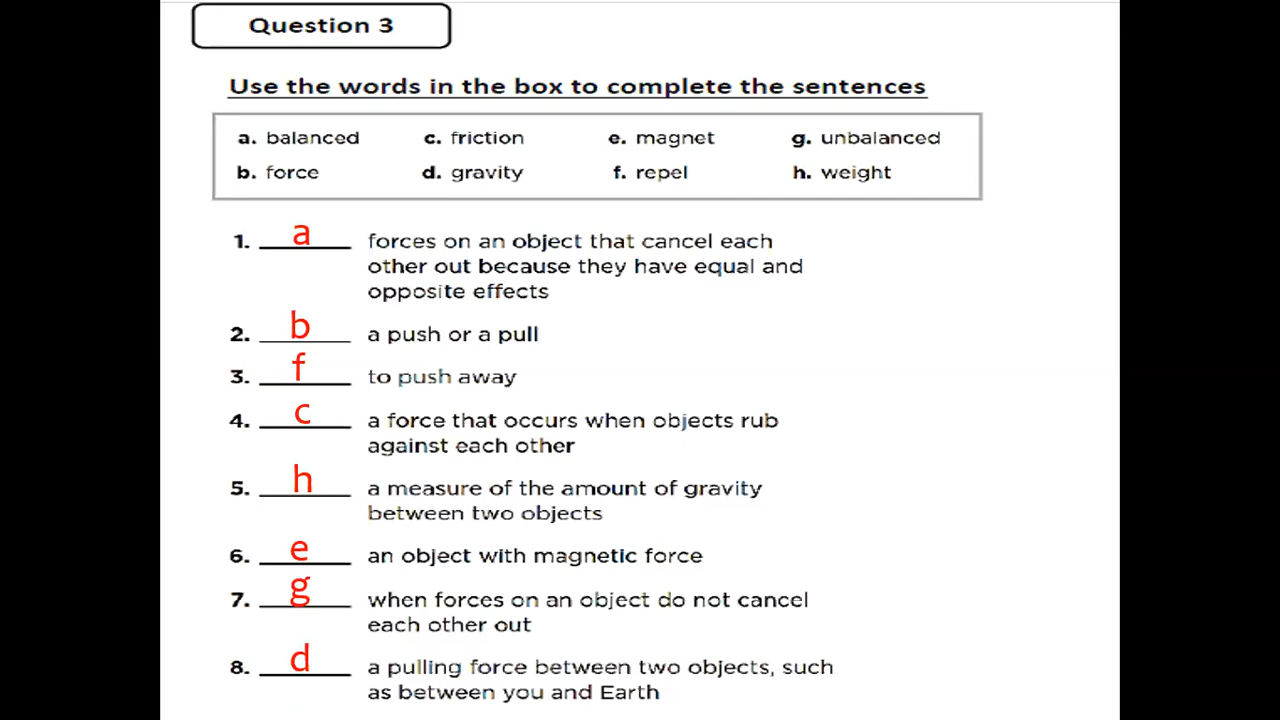 Question 3
Use the words in the box to complete the sentences
a. balanced c. friction e. magnet g. unbalanced
b. force d. gravity f. repel h. weight
1. a forces on an object that cancel each
other out because they have equal and
opposite effects
2. b a push or a pull
3. f to push away
4. c a force that occurs when objects rub
against each other
5. h a measure of the amount of gravity
between two objects
6. e an object with magnetic force
7. g when forces on an object do not cancel
each other out
8. d a pulling force between two objects, such
as between you and Earth